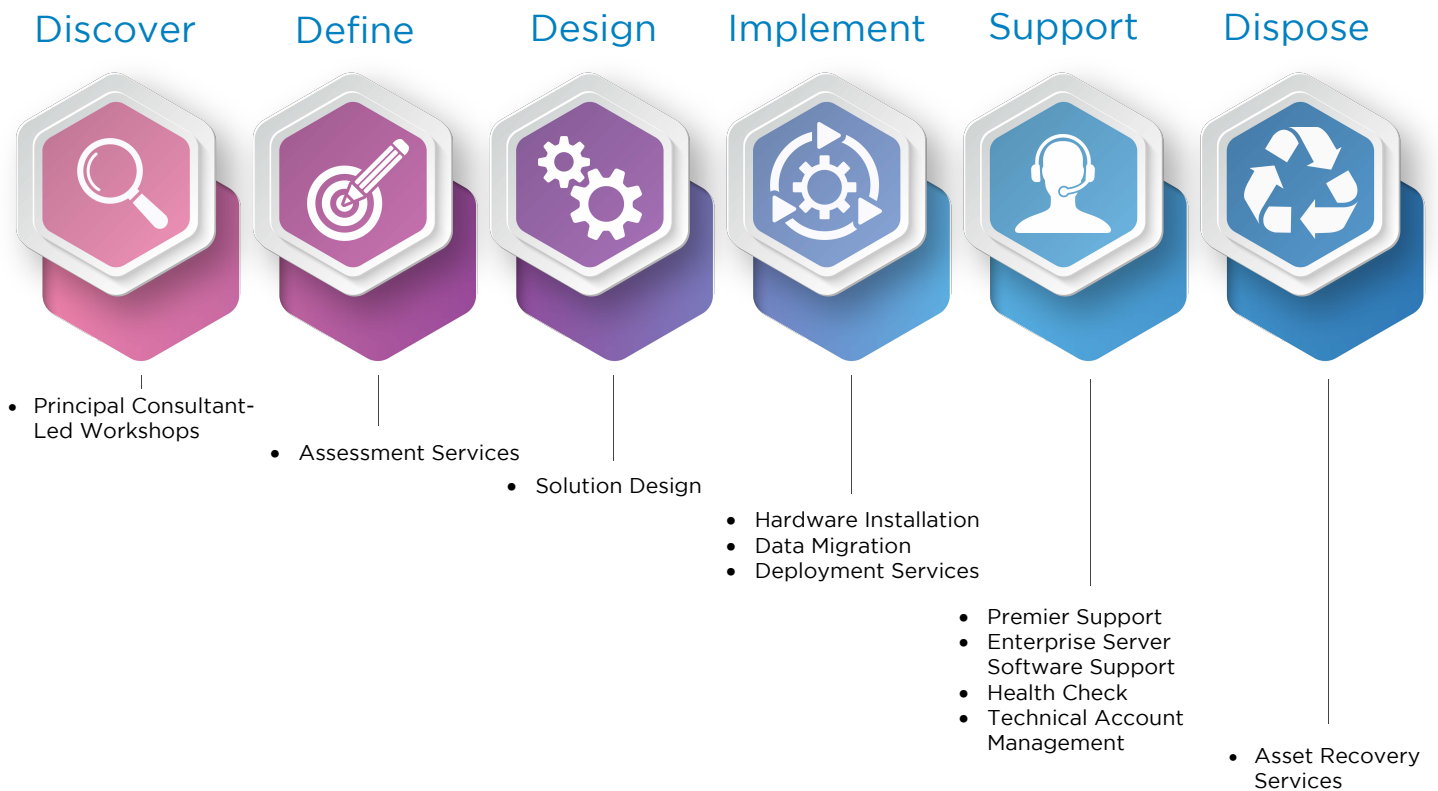 Discover
Define
Design
Implement
Support
Dispose
• Principal Consultant-
Led Workshops
• Assessment Services
• Solution Design
• Hardware Installation
• Data Migration
• Deployment Services
• Premier Support
• Enterprise Server
Software Support
• Health Check
• Technical Account
Management
• Asset Recovery
Services